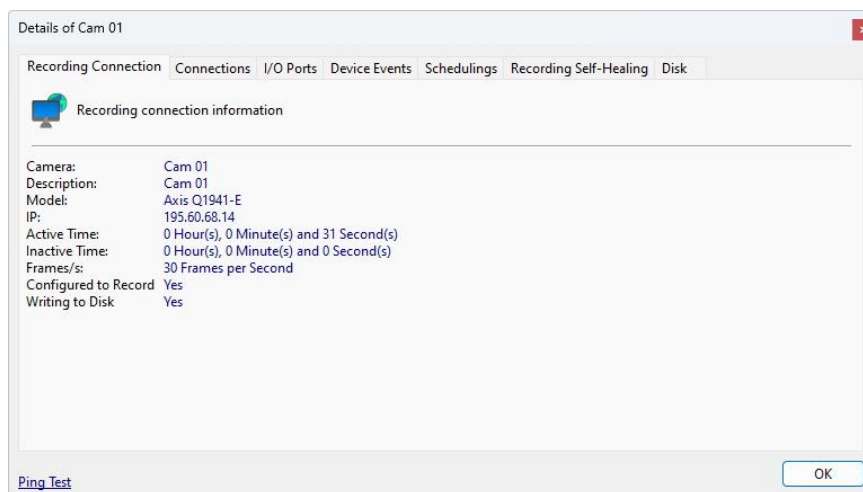 Details of Cam 01
Recording Connection Connections I/O Ports Device Events Schedulings Recording Self-Healing Disk
Recording connection information
Camera: Cam 01
Description: Cam 01
Model: Axis Q1941-E
IP: 195.60.68.14
Active Time: 0 Hour(s), 0 Minute(s) and 31 Second(s)
Inactive Time: 0 Hour(s), 0 Minute(s) and 0 Second(s)
Frames/s: 30 Frames per Second
Configured to Record Yes
Writing to Disk Yes
Ping Test
OK